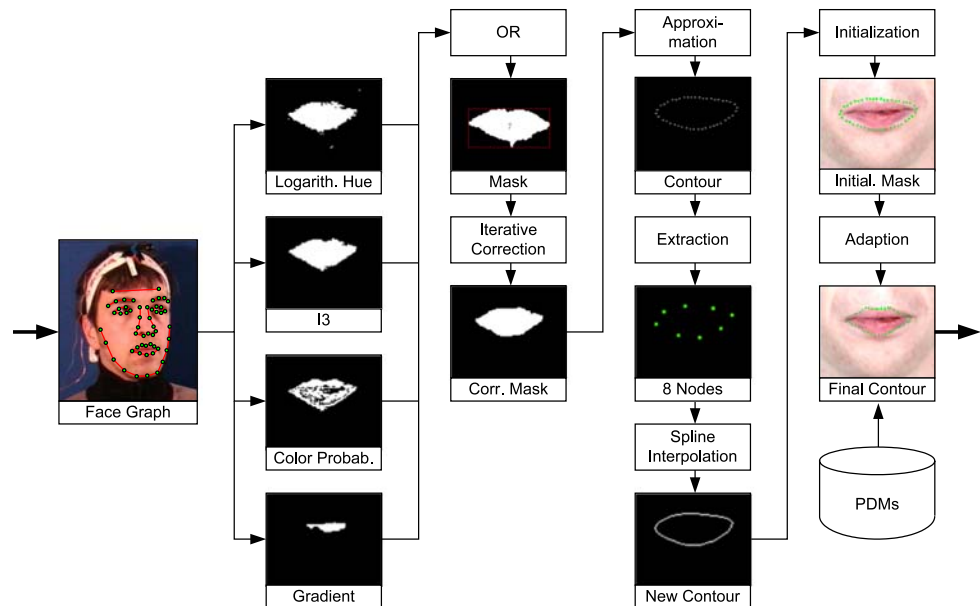 Face Graph
Logarith. Hue
I3
Color Probab.
Gradient
OR
Mask
Iterative
Correction
Corr. Mask
Approxi-
mation
Contour
Extraction
8 Nodes
Spline
Interpolation
New Contour
Initialization
Initial. Mask
Adaption
Final Contour
PDMs